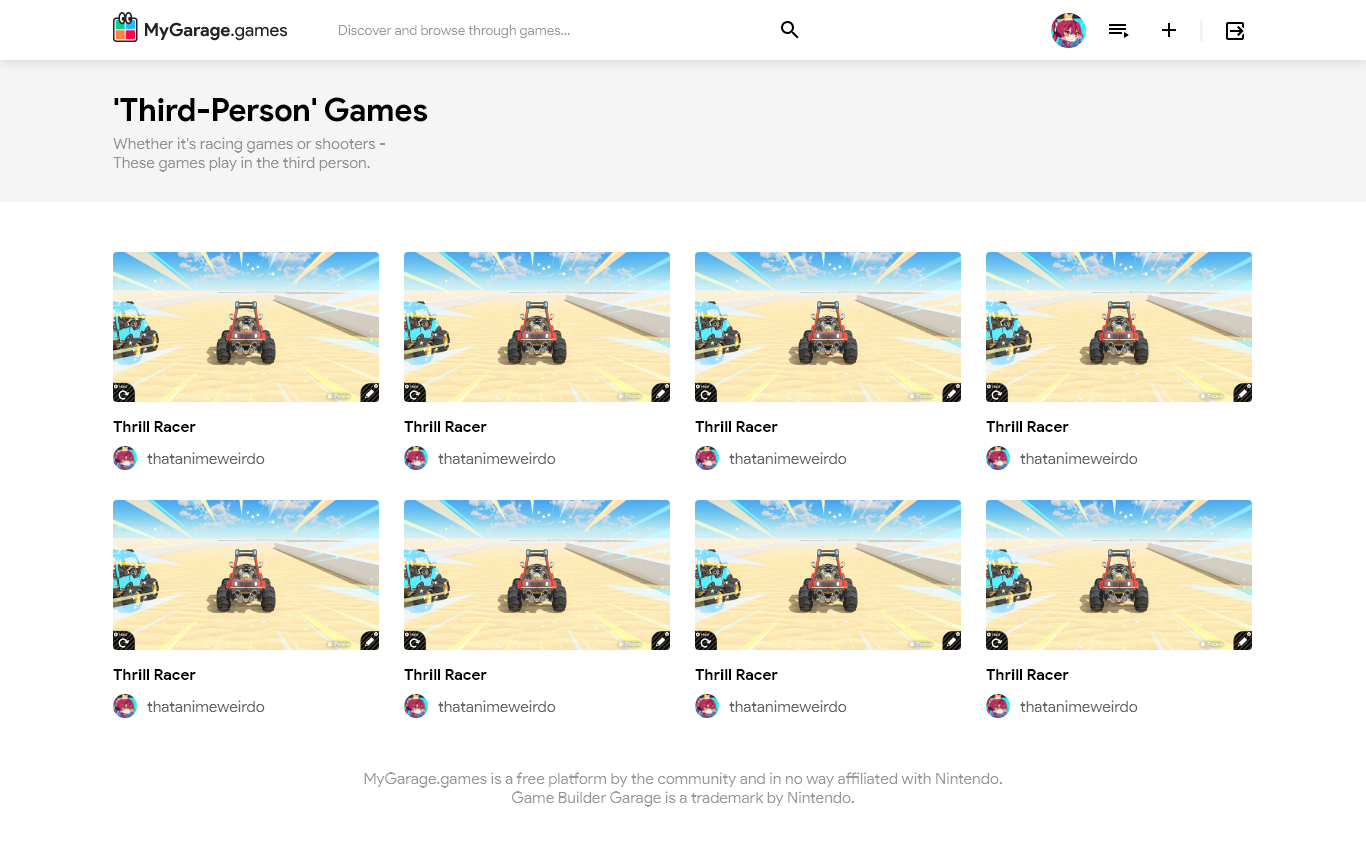 MyGarage.games
Discover and browse through games...
'Third-Person' Games
Whether it's racing games or shooters -
These games play in the third person.
Thrill Racer
Thrill Racer
Thrill Racer
Thrill Racer
thatanimeweirdo
thatanimeweirdo
thatanimeweirdo
thatanimeweirdo
Thrill Racer
Thrill Racer
Thrill Racer
Thrill Racer
thatanimeweirdo
thatanimeweirdo
thatanimeweirdo
thatanimeweirdo
MyGarage.games is a free platform by the community and in no way affiliated with Nintendo.
Game Builder Garage is a trademark by Nintendo.